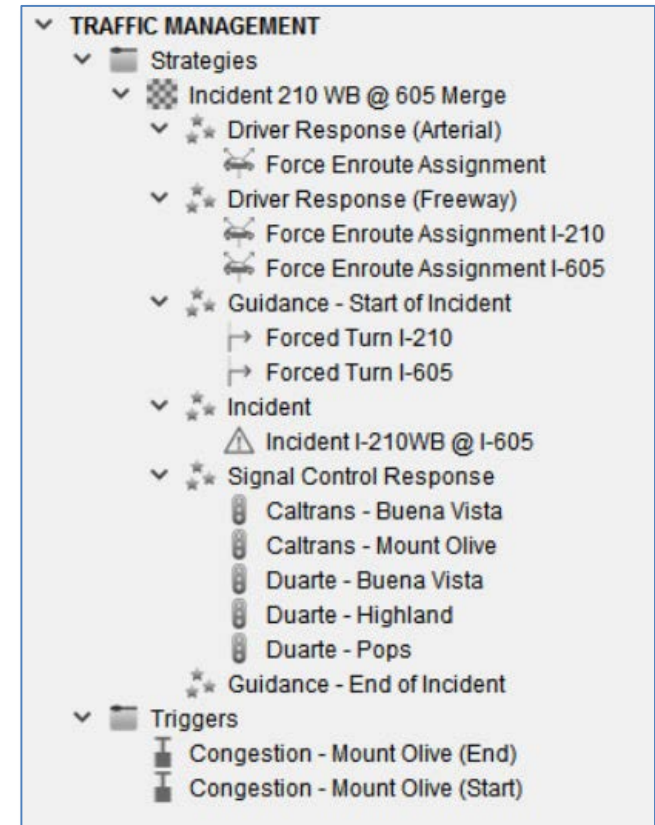 TRAFFIC MANAGEMENT
Strategies
Incident 210 WB @ 605 Merge
Driver Response (Arterial)
Force Enroute Assignment
Driver Response (Freeway)
Force Enroute Assignment I-210
Force Enroute Assignment I-605
Guidance - Start of Incident
Forced Turn I-210
Forced Turn I-605
Incident
Incident I-210WB @ I-605
Signal Control Response
Caltrans - Buena Vista
Caltrans - Mount Olive
Duarte - Buena Vista
Duarte - Highland
Duarte - Pops
Guidance - End of Incident
Triggers
Congestion - Mount Olive (End)
Congestion - Mount Olive (Start)